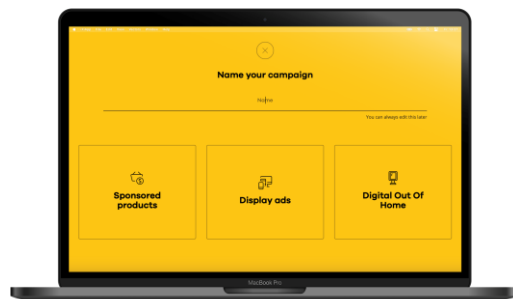 Name your campaign
Home
You can always edit this later
Sponsored
products
Display ads
Digital Out Of
Home
MacBook Pro